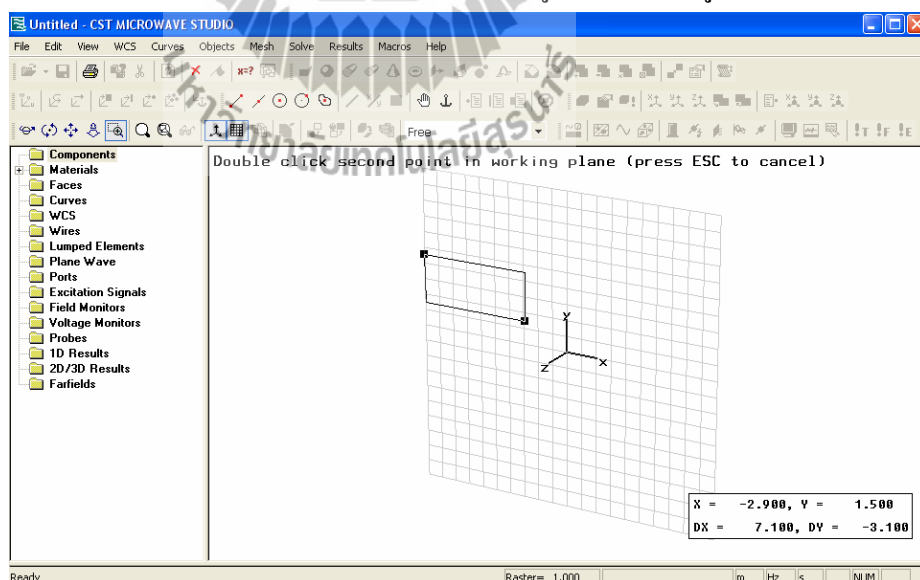 Untitled - CST MICROWAVE STUDIO
File Edit View WCS Curves Objects Mesh Solve Results Macros Help
x=?
Free
!T !F !E
Components
Materials
Faces
Curves
WCS
Wires
Lumped Elements
Plane Wave
Ports
Excitation Signals
Field Monitors
Voltage Monitors
Probes
1D Results
2D/3D Results
Farfields
Double click second point in working plane (press ESC to cancel)
y
x
z
X = -2.900, Y = 1.500
DX = 7.100, DY = -3.100
Ready Raster= 1.000 m Hz s NUM